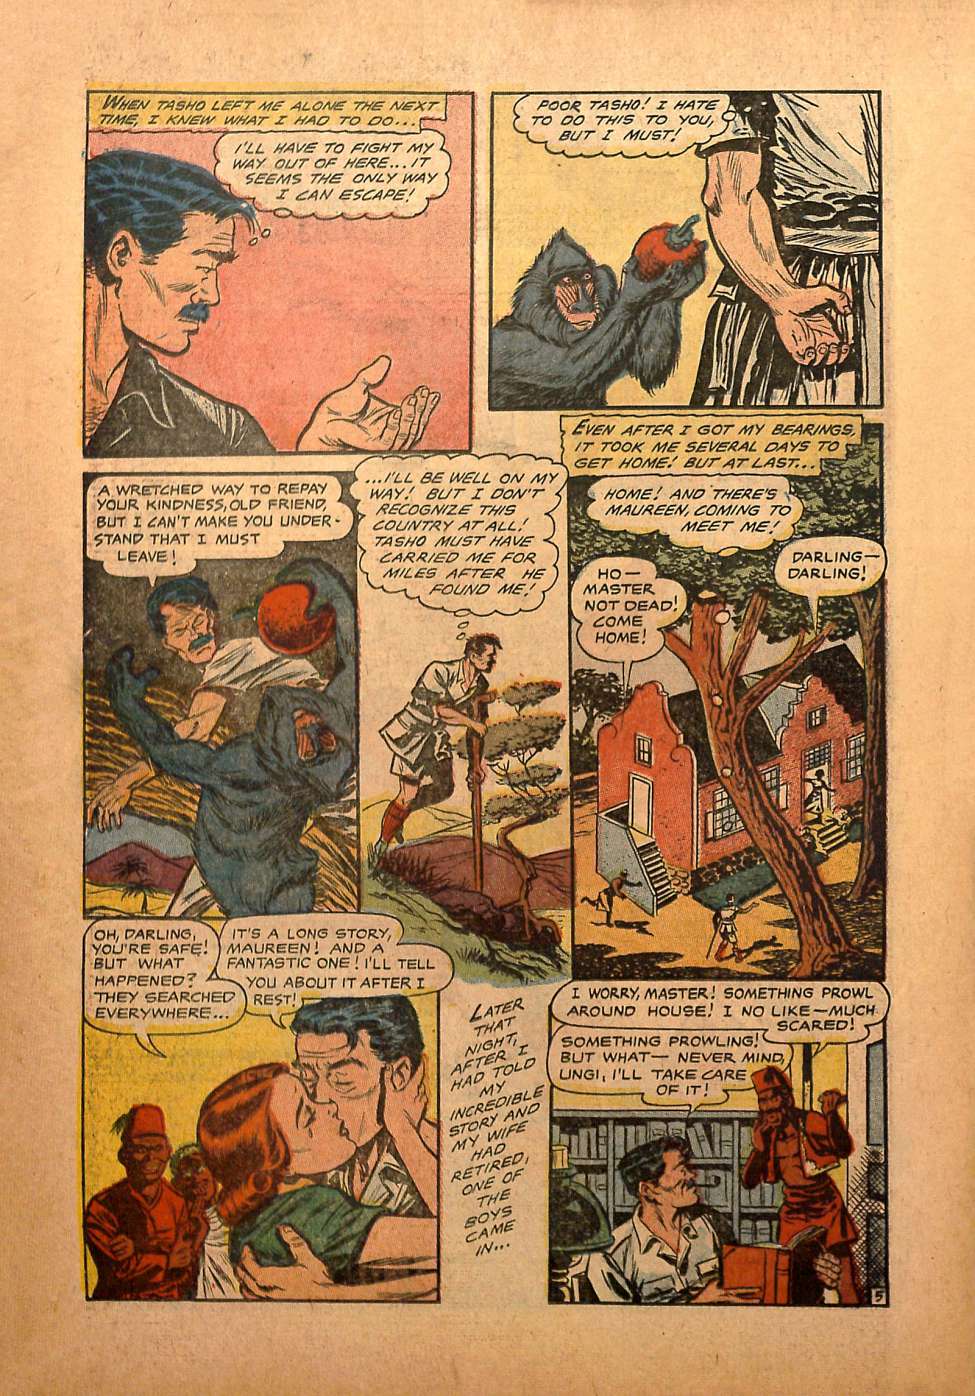 WHEN TASHO LEFT ME ALONE THE NEXT
TIME, I KNEW WHAT I HAD TO DO...
I'LL HAVE TO FIGHT MY
WAY OUT OF HERE... IT
SEEMS THE ONLY WAY
I CAN ESCAPE!
POOR TASHO! I HATE
TO DO THIS TO YOU,
BUT I MUST!
A WRETCHED WAY TO REPAY
YOUR KINDNESS, OLD FRIEND,
BUT I CAN'T MAKE YOU UNDER-
STAND THAT I MUST
LEAVE!
...I'LL BE WELL ON MY
WAY! BUT I DON'T
RECOGNIZE THIS
COUNTRY AT ALL!
TASHO MUST HAVE
CARRIED ME FOR
MILES AFTER HE
FOUND ME!
EVEN AFTER I GOT MY BEARINGS,
IT TOOK ME SEVERAL DAYS TO
GET HOME! BUT AT LAST...
HOME! AND THERE'S
MAUREEN, COMING TO
MEET ME!
HO—
MASTER
NOT DEAD!
COME
HOME!
DARLING—
DARLING!
OH, DARLING,
YOU'RE SAFE!
BUT WHAT
HAPPENED?
THEY SEARCHED
EVERYWHERE...
IT'S A LONG STORY,
MAUREEN! AND A
FANTASTIC ONE! I'LL TELL
YOU ABOUT IT AFTER I
REST!
LATER
THAT
NIGHT,
AFTER I
HAD TOLD
MY
INCREDIBLE
STORY AND
MY WIFE
HAD
RETIRED,
ONE OF
THE
BOYS
CAME
IN...
I WORRY, MASTER! SOMETHING PROWL
AROUND HOUSE! I NO LIKE—MUCH
SCARED!
SOMETHING PROWLING!
BUT WHAT— NEVER MIND,
UNGI, I'LL TAKE CARE
OF IT!
5